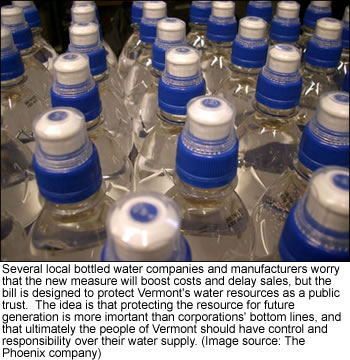 Several local bottled water companies and manufacturers worry
that the new measure will boost costs and delay sales, but the
bill is designed to protect Vermont's water resources as a public
trust.  The idea is that protecting the resource for future
generation is more imortant than corporations' bottom lines, and
that ultimately the people of Vermont should have control and
responsibility over their water supply. (Image source: The
Phoenix company)